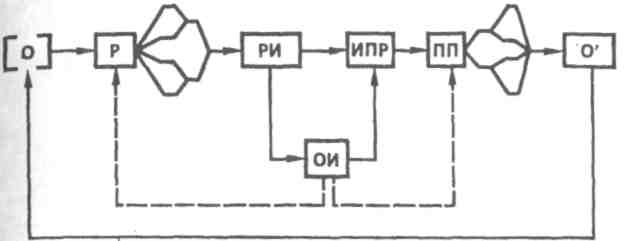 О Р РИ ИПР ПП О'
ОИ